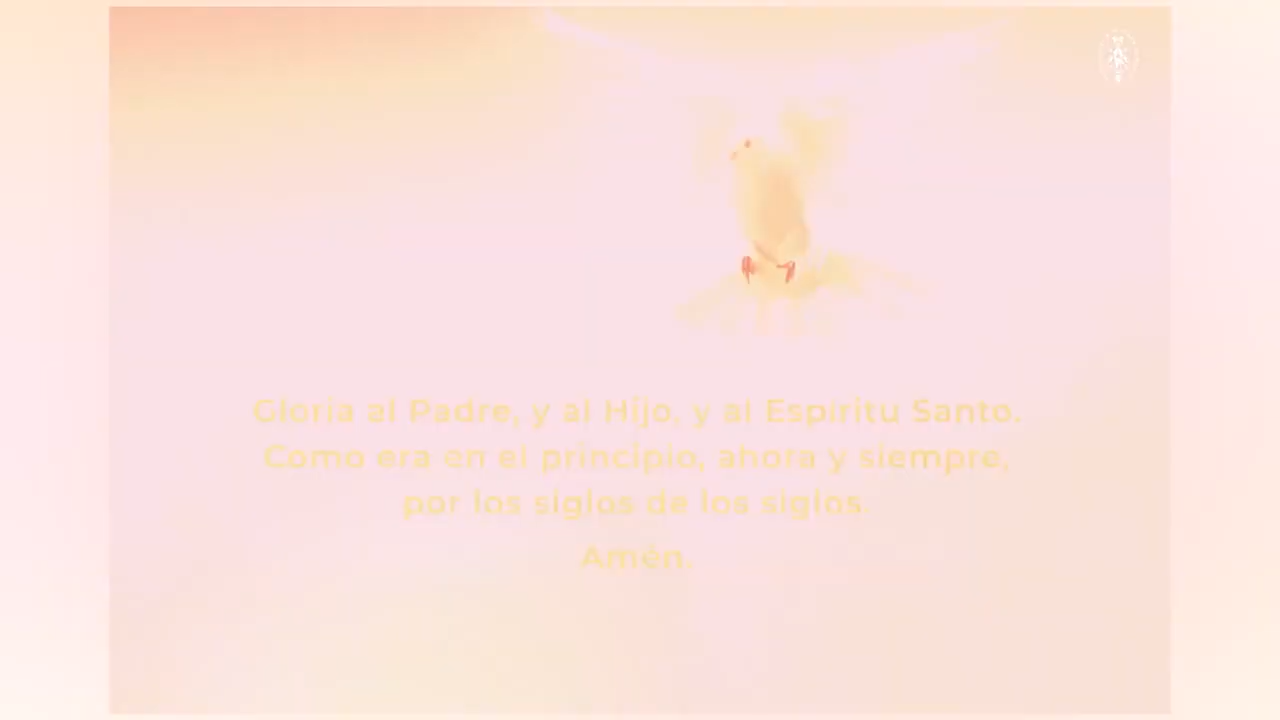 Gloria al Padre, y al Hijo, y al Espíritu Santo.
Como era en el principio, ahora y siempre,
por los siglos de los siglos.
Amén.